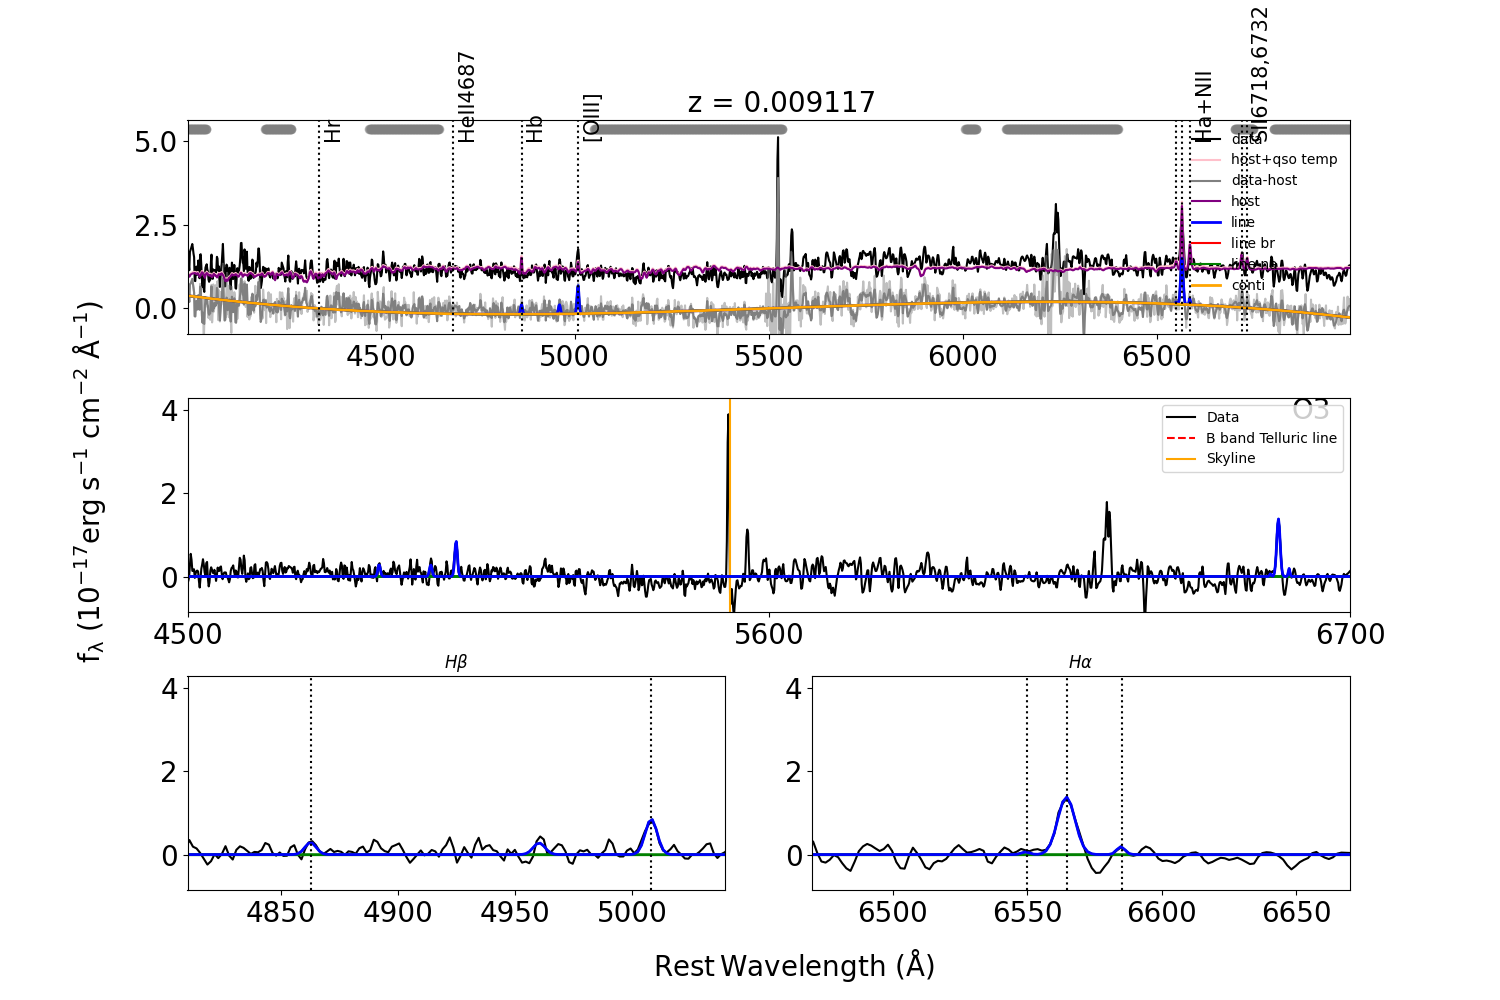 z = 0.009117
Hr
HeII4687
Hb
[OIII]
Ha+NII
SII6718,6732
5.0
2.5
0.0
data
host+qso temp
data-host
host
line
line br
conti
4500 5000 5500 6000 6500
fλ (10⁻¹⁷erg s⁻¹ cm⁻² Å⁻¹)
4
2
0
O3
Data
B band Telluric line
Skyline
4500 5600 6700
Hβ
4
2
0
4850 4900 4950 5000
Hα
4
2
0
6500 6550 6600 6650
Rest Wavelength (Å)